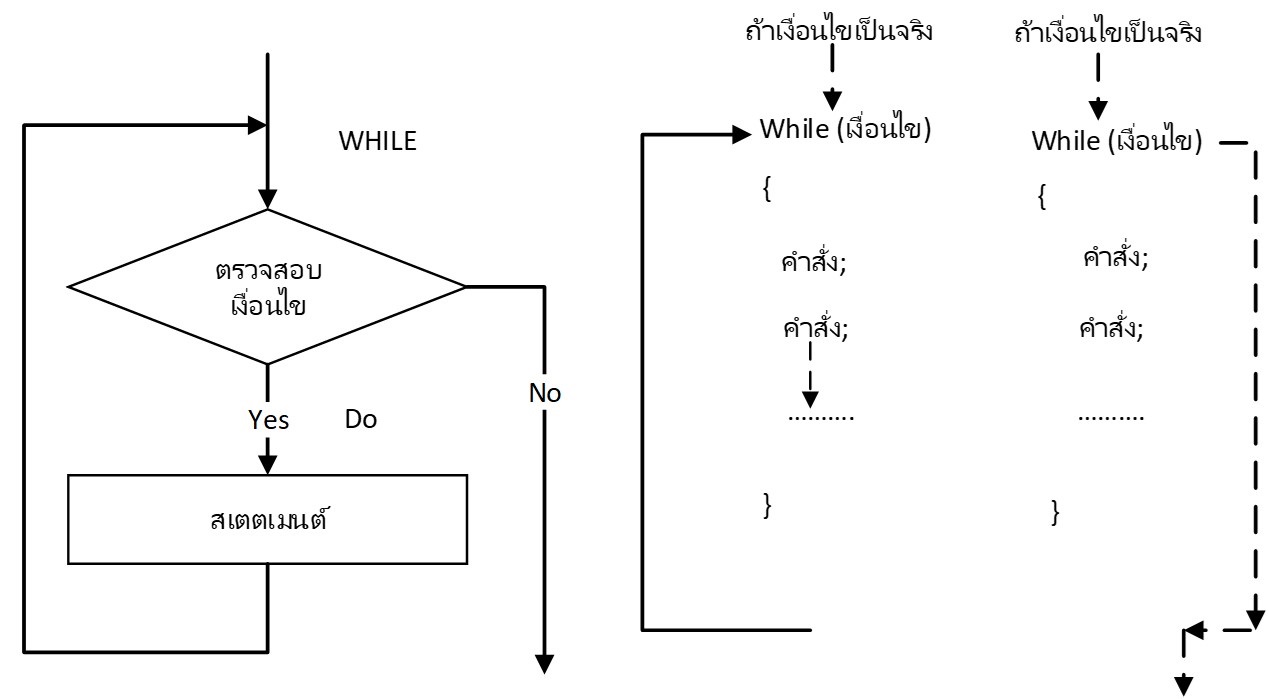 WHILE
ตรวจสอบ
เงื่อนไข
Yes
Do
No
สเตตเมนต์
ถ้าเงื่อนไขเป็นจริง
While (เงื่อนไข)
{
คำสั่ง;
คำสั่ง;
..........
}
ถ้าเงื่อนไขเป็นจริง
While (เงื่อนไข)
{
คำสั่ง;
คำสั่ง;
..........
}